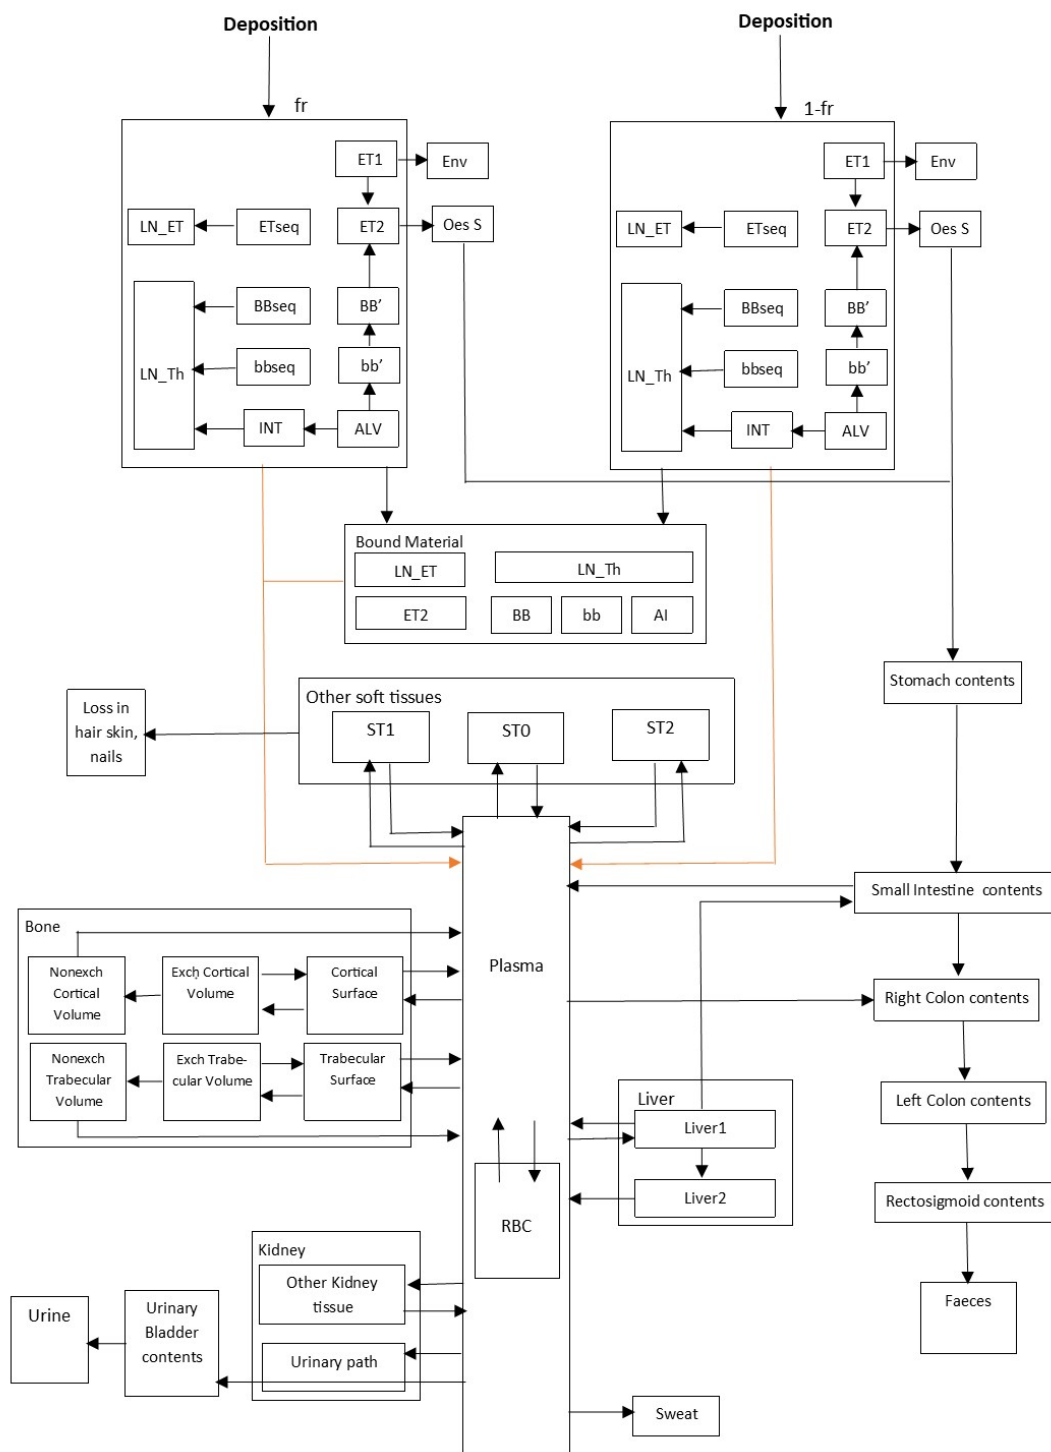 Deposition
Deposition
fr
1-fr
ET1
Env
LN_ET
ETseq
ET2
Oes S
BBseq
BB’
LN_Th
bbseq
bb’
INT
ALV
ET1
Env
LN_ET
ETseq
ET2
Oes S
BBseq
BB’
LN_Th
bbseq
bb’
INT
ALV
Bound Material
LN_ET
LN_Th
ET2
BB
bb
AI
Stomach contents
Loss in
hair skin,
nails
Other soft tissues
ST1
ST0
ST2
Small Intestine contents
Bone
Nonexch
Cortical
Volume
Exch Cortical
Volume
Cortical
Surface
Plasma
Right Colon contents
Nonexch
Trabecular
Volume
Exch Trabe-
cular Volume
Trabecular
Surface
Liver
Liver1
Liver2
Left Colon contents
RBC
Rectosigmoid contents
Kidney
Other Kidney
tissue
Urinary path
Urine
Urinary
Bladder
contents
Faeces
Sweat